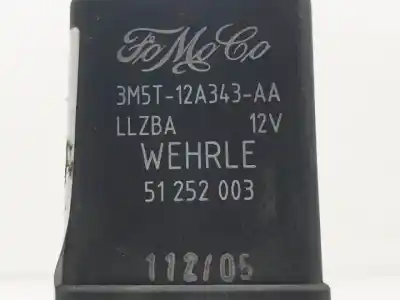 FoMoCo
3M5T-12A343-AA
LLZBA 12V
WEHRLE
51 252 003
112/05